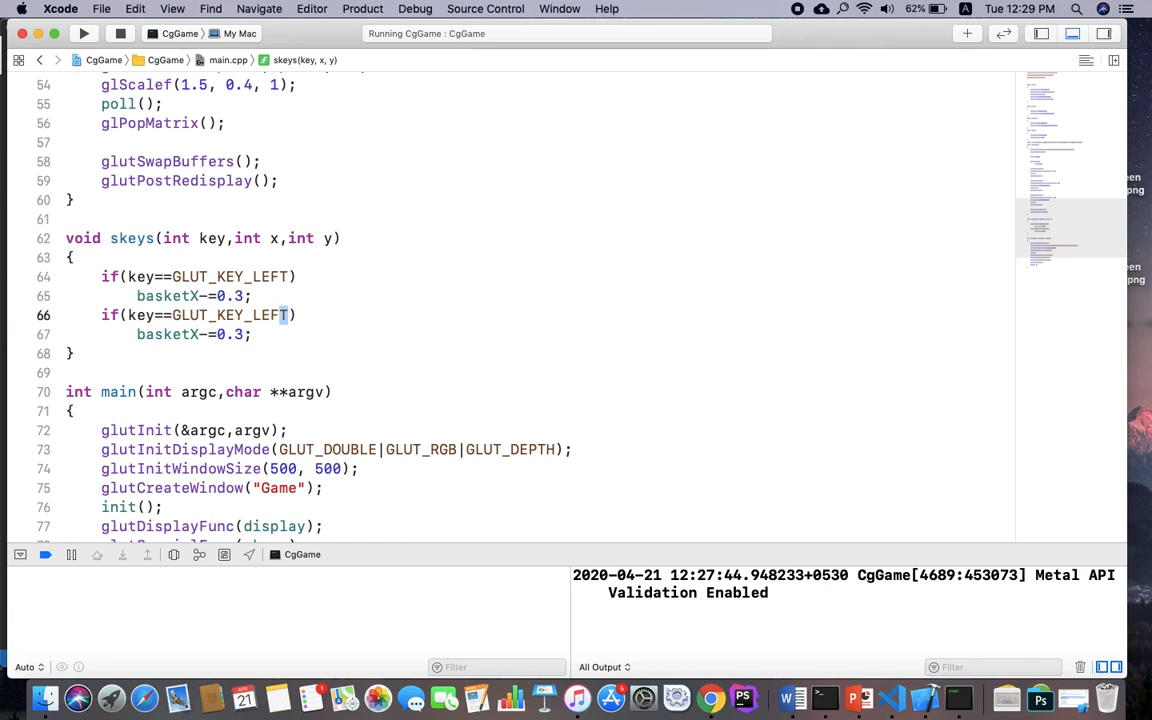 Xcode File Edit View Find Navigate Editor Product Debug Source Control Window Help 62% A Tue 12:29 PM
CgGame My Mac Running CgGame : CgGame
CgGame CgGame main.cpp skeys(key, x, y)
54 glScalef(1.5, 0.4, 1);
55 poll();
56 glPopMatrix();
57
58 glutSwapBuffers();
59 glutPostRedisplay();
60 }
61
62 void skeys(int key,int x,int y)
63 {
64 if(key==GLUT_KEY_LEFT)
65 basketX-=0.3;
66 if(key==GLUT_KEY_LEFT)
67 basketX-=0.3;
68 }
69
70 int main(int argc,char **argv)
71 {
72 glutInit(&argc,argv);
73 glutInitDisplayMode(GLUT_DOUBLE|GLUT_RGB|GLUT_DEPTH);
74 glutInitWindowSize(500, 500);
75 glutCreateWindow("Game");
76 init();
77 glutDisplayFunc(display);
een
png
een
png
CgGame
2020-04-21 12:27:44.948233+0530 CgGame[4689:453073] Metal API
Validation Enabled
Auto Filter All Output Filter